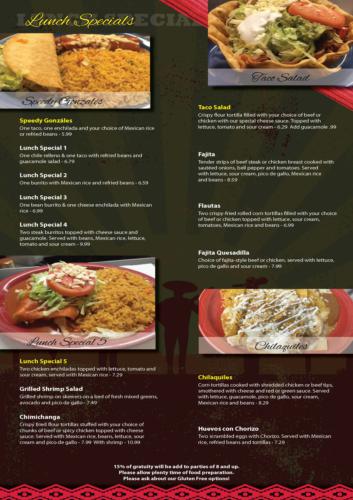 Lunch Specials
Speedy Gonzáles
Speedy Gonzáles
One taco, one enchilada and your choice of Mexican rice
or refried beans - 5.99
Lunch Special 1
One chile relleno & one taco with refried beans and
guacamole salad - 6.79
Lunch Special 2
One burrito with Mexican rice and refried beans - 6.59
Lunch Special 3
One bean burrito & one cheese enchilada with Mexican
rice - 6.99
Lunch Special 4
Two steak burritos topped with cheese sauce and
guacamole. Served with beans, Mexican rice, lettuce,
tomato and sour cream - 9.99
Lunch Special 5
Lunch Special 5
Two chicken enchiladas topped with lettuce, tomato and
sour cream, served with Mexican rice - 7.29
Grilled Shrimp Salad
Grilled shrimp on skewers on a bed of fresh mixed greens,
avocado and pico de gallo - 7.49
Chimichanga
Crispy fried flour tortillas stuffed with your choice of
chunks of beef or spicy chicken topped with cheese
sauce. Served with Mexican rice, beans, lettuce and
sour cream and tomato - 7.99 With shrimp - 10.99
Taco Salad
Taco Salad
Crispy flour tortilla filled with your choice of beef or
chicken with our special cheese sauce. Topped with
lettuce, tomato and sour cream - 6.29 Add guacamole .99
Fajita
Tender strips of beef steak or chicken breast cooked with
sautéed onions, bell pepper and tomatoes. Served
with lettuce, sour cream, pico de gallo, Mexican rice
and beans - 8.59
Flautas
Two crispy-fried rolled corn tortillas filled with your choice
of beef or chicken topped with lettuce, sour cream,
tomatoes, Mexican rice and beans - 6.99
Fajita Quesadilla
Choice of fajita-style beef or chicken, served with lettuce,
pico de gallo and sour cream - 7.99
Chilaquiles
Chilaquiles
Corn tortillas cooked with shredded chicken or beef tips,
smothered with cheese and red or green sauce. Served
with lettuce, guacamole, pico de gallo, sour cream,
Mexican rice and beans - 8.29
Huevos con Chorizo
Two scrambled eggs with Chorizo. Served with Mexican
rice, refried beans and tortillas - 7.29
15% of gratuity will be add to parties of 8 and up.
Please allow plenty time of food preparation.
Please ask about our Gluten Free options!